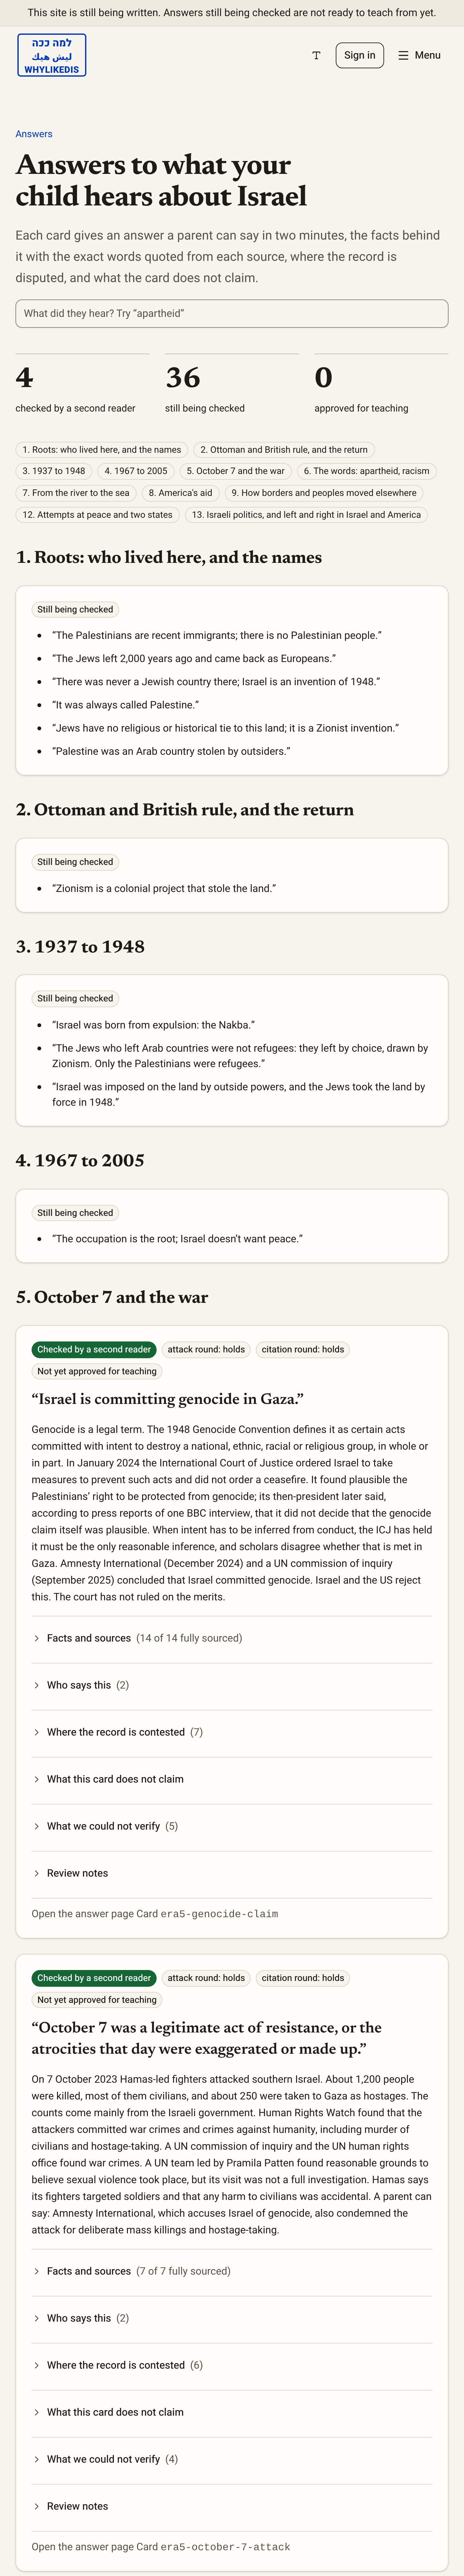 This site is still being written. Answers still being checked are not ready to teach from yet.
למה ככה
ليش هيك
WHYLIKEDIS
T
Sign in
Menu
Answers
Answers to what your
child hears about Israel
Each card gives an answer a parent can say in two minutes, the facts behind
it with the exact words quoted from each source, where the record is
disputed, and what the card does not claim.
What did they hear? Try “apartheid”
4
checked by a second reader
36
still being checked
0
approved for teaching
1. Roots: who lived here, and the names
2. Ottoman and British rule, and the return
3. 1937 to 1948
4. 1967 to 2005
5. October 7 and the war
6. The words: apartheid, racism
7. From the river to the sea
8. America's aid
9. How borders and peoples moved elsewhere
12. Attempts at peace and two states
13. Israeli politics, and left and right in Israel and America
1. Roots: who lived here, and the names
Still being checked
• “The Palestinians are recent immigrants; there is no Palestinian people.”
• “The Jews left 2,000 years ago and came back as Europeans.”
• “There was never a Jewish country there; Israel is an invention of 1948.”
• “It was always called Palestine.”
• “Jews have no religious or historical tie to this land; it is a Zionist invention.”
• “Palestine was an Arab country stolen by outsiders.”
2. Ottoman and British rule, and the return
Still being checked
• “Zionism is a colonial project that stole the land.”
3. 1937 to 1948
Still being checked
• “Israel was born from expulsion: the Nakba.”
• “The Jews who left Arab countries were not refugees: they left by choice, drawn by
Zionism. Only the Palestinians were refugees.”
• “Israel was imposed on the land by outside powers, and the Jews took the land by
force in 1948.”
4. 1967 to 2005
Still being checked
• “The occupation is the root; Israel doesn’t want peace.”
5. October 7 and the war
Checked by a second reader
attack round: holds
citation round: holds
Not yet approved for teaching
“Israel is committing genocide in Gaza.”
Genocide is a legal term. The 1948 Genocide Convention defines it as certain acts
committed with intent to destroy a national, ethnic, racial or religious group, in whole or
in part. In January 2024 the International Court of Justice ordered Israel to take
measures to prevent such acts and did not order a ceasefire. It found plausible the
Palestinians’ right to be protected from genocide; its then-president later said,
according to press reports of one BBC interview, that it did not decide that the genocide
claim itself was plausible. When intent has to be inferred from conduct, the ICJ has held
it must be the only reasonable inference, and scholars disagree whether that is met in
Gaza. Amnesty International (December 2024) and a UN commission of inquiry
(September 2025) concluded that Israel committed genocide. Israel and the US reject
this. The court has not ruled on the merits.
Facts and sources (14 of 14 fully sourced)
Who says this (2)
Where the record is contested (7)
What this card does not claim
What we could not verify (5)
Review notes
Open the answer page Card era5-genocide-claim
Checked by a second reader
attack round: holds
citation round: holds
Not yet approved for teaching
“October 7 was a legitimate act of resistance, or the
atrocities that day were exaggerated or made up.”
On 7 October 2023 Hamas-led fighters attacked southern Israel. About 1,200 people
were killed, most of them civilians, and about 250 were taken to Gaza as hostages. The
counts come mainly from the Israeli government. Human Rights Watch found that the
attackers committed war crimes and crimes against humanity, including murder of
civilians and hostage-taking. A UN commission of inquiry and the UN human rights
office found war crimes. A UN team led by Pramila Patten found reasonable grounds to
believe sexual violence took place, but its visit was not a full investigation. Hamas says
its fighters targeted soldiers and that any harm to civilians was accidental. A parent can
say: Amnesty International, which accuses Israel of genocide, also condemned the
attack for deliberate mass killings and hostage-taking.
Facts and sources (7 of 7 fully sourced)
Who says this (2)
Where the record is contested (6)
What this card does not claim
What we could not verify (4)
Review notes
Open the answer page Card era5-october-7-attack